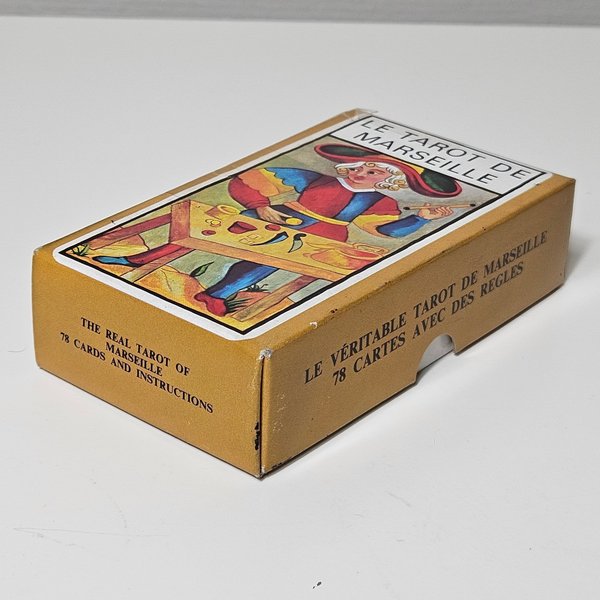 LE TAROT DE
MARSEILLE
THE REAL TAROT OF
MARSEILLE
78 CARDS AND INSTRUCTIONS
LE VÉRITABLE TAROT DE MARSEILLE
78 CARTES AVEC DES REGLES